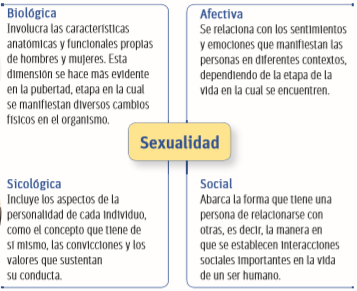 Biológica
Involucra las características
anatómicas y funcionales propias
de hombres y mujeres. Esta
dimensión se hace más evidente
en la pubertad, etapa en la cual
se manifiestan diversos cambios
físicos en el organismo.
Afectiva
Se relaciona con los sentimientos
y emociones que manifiestan las
personas en diferentes contextos,
dependiendo de la etapa de la
vida en la cual se encuentren.
Sexualidad
Sicológica
Incluye los aspectos de la
personalidad de cada individuo,
como el concepto que tiene de
sí mismo, las convicciones y los
valores que sustentan
su conducta.
Social
Abarca la forma que tiene una
persona de relacionarse con
otras, es decir, la manera en
que se establecen interacciones
sociales importantes en la vida
de un ser humano.